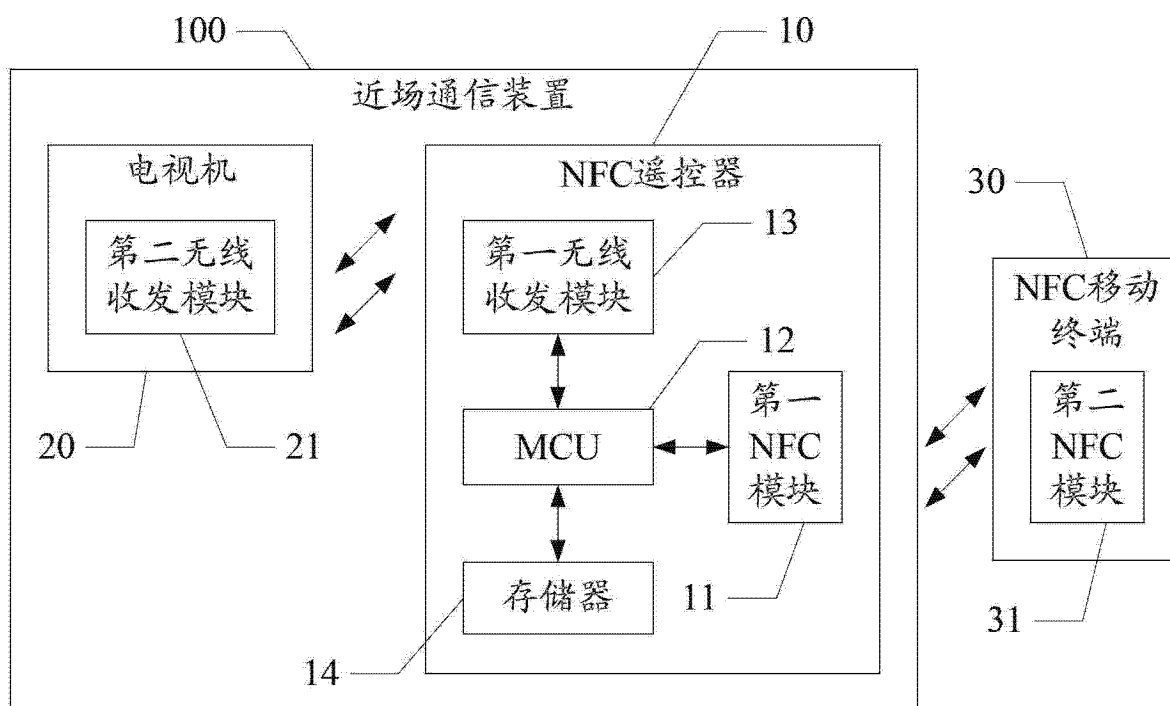 100
10
近场通信装置
电视机
NFC遥控器
30
第二无线
收发模块
第一无线
收发模块
13
NFC移动
终端
12
20
21
MCU
第一
NFC
模块
第二
NFC
模块
存储器
11
31
14